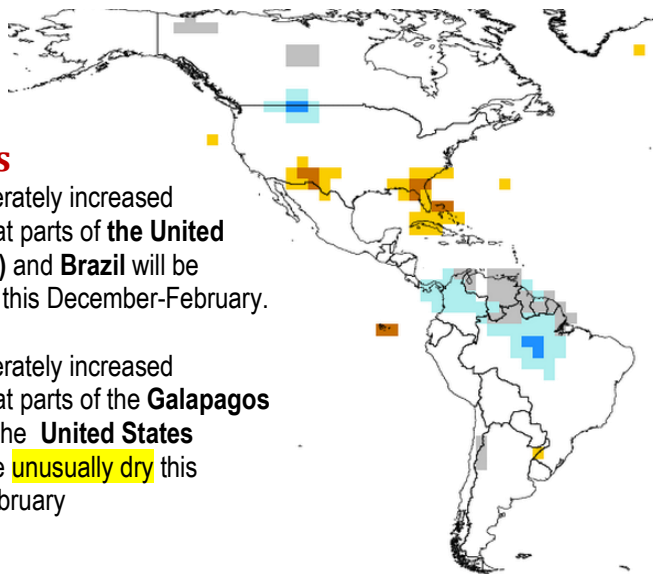 s
erately increased
at parts of the United
) and Brazil will be
this December-February.
erately increased
at parts of the Galapagos
he United States
e unusually dry this
bruary